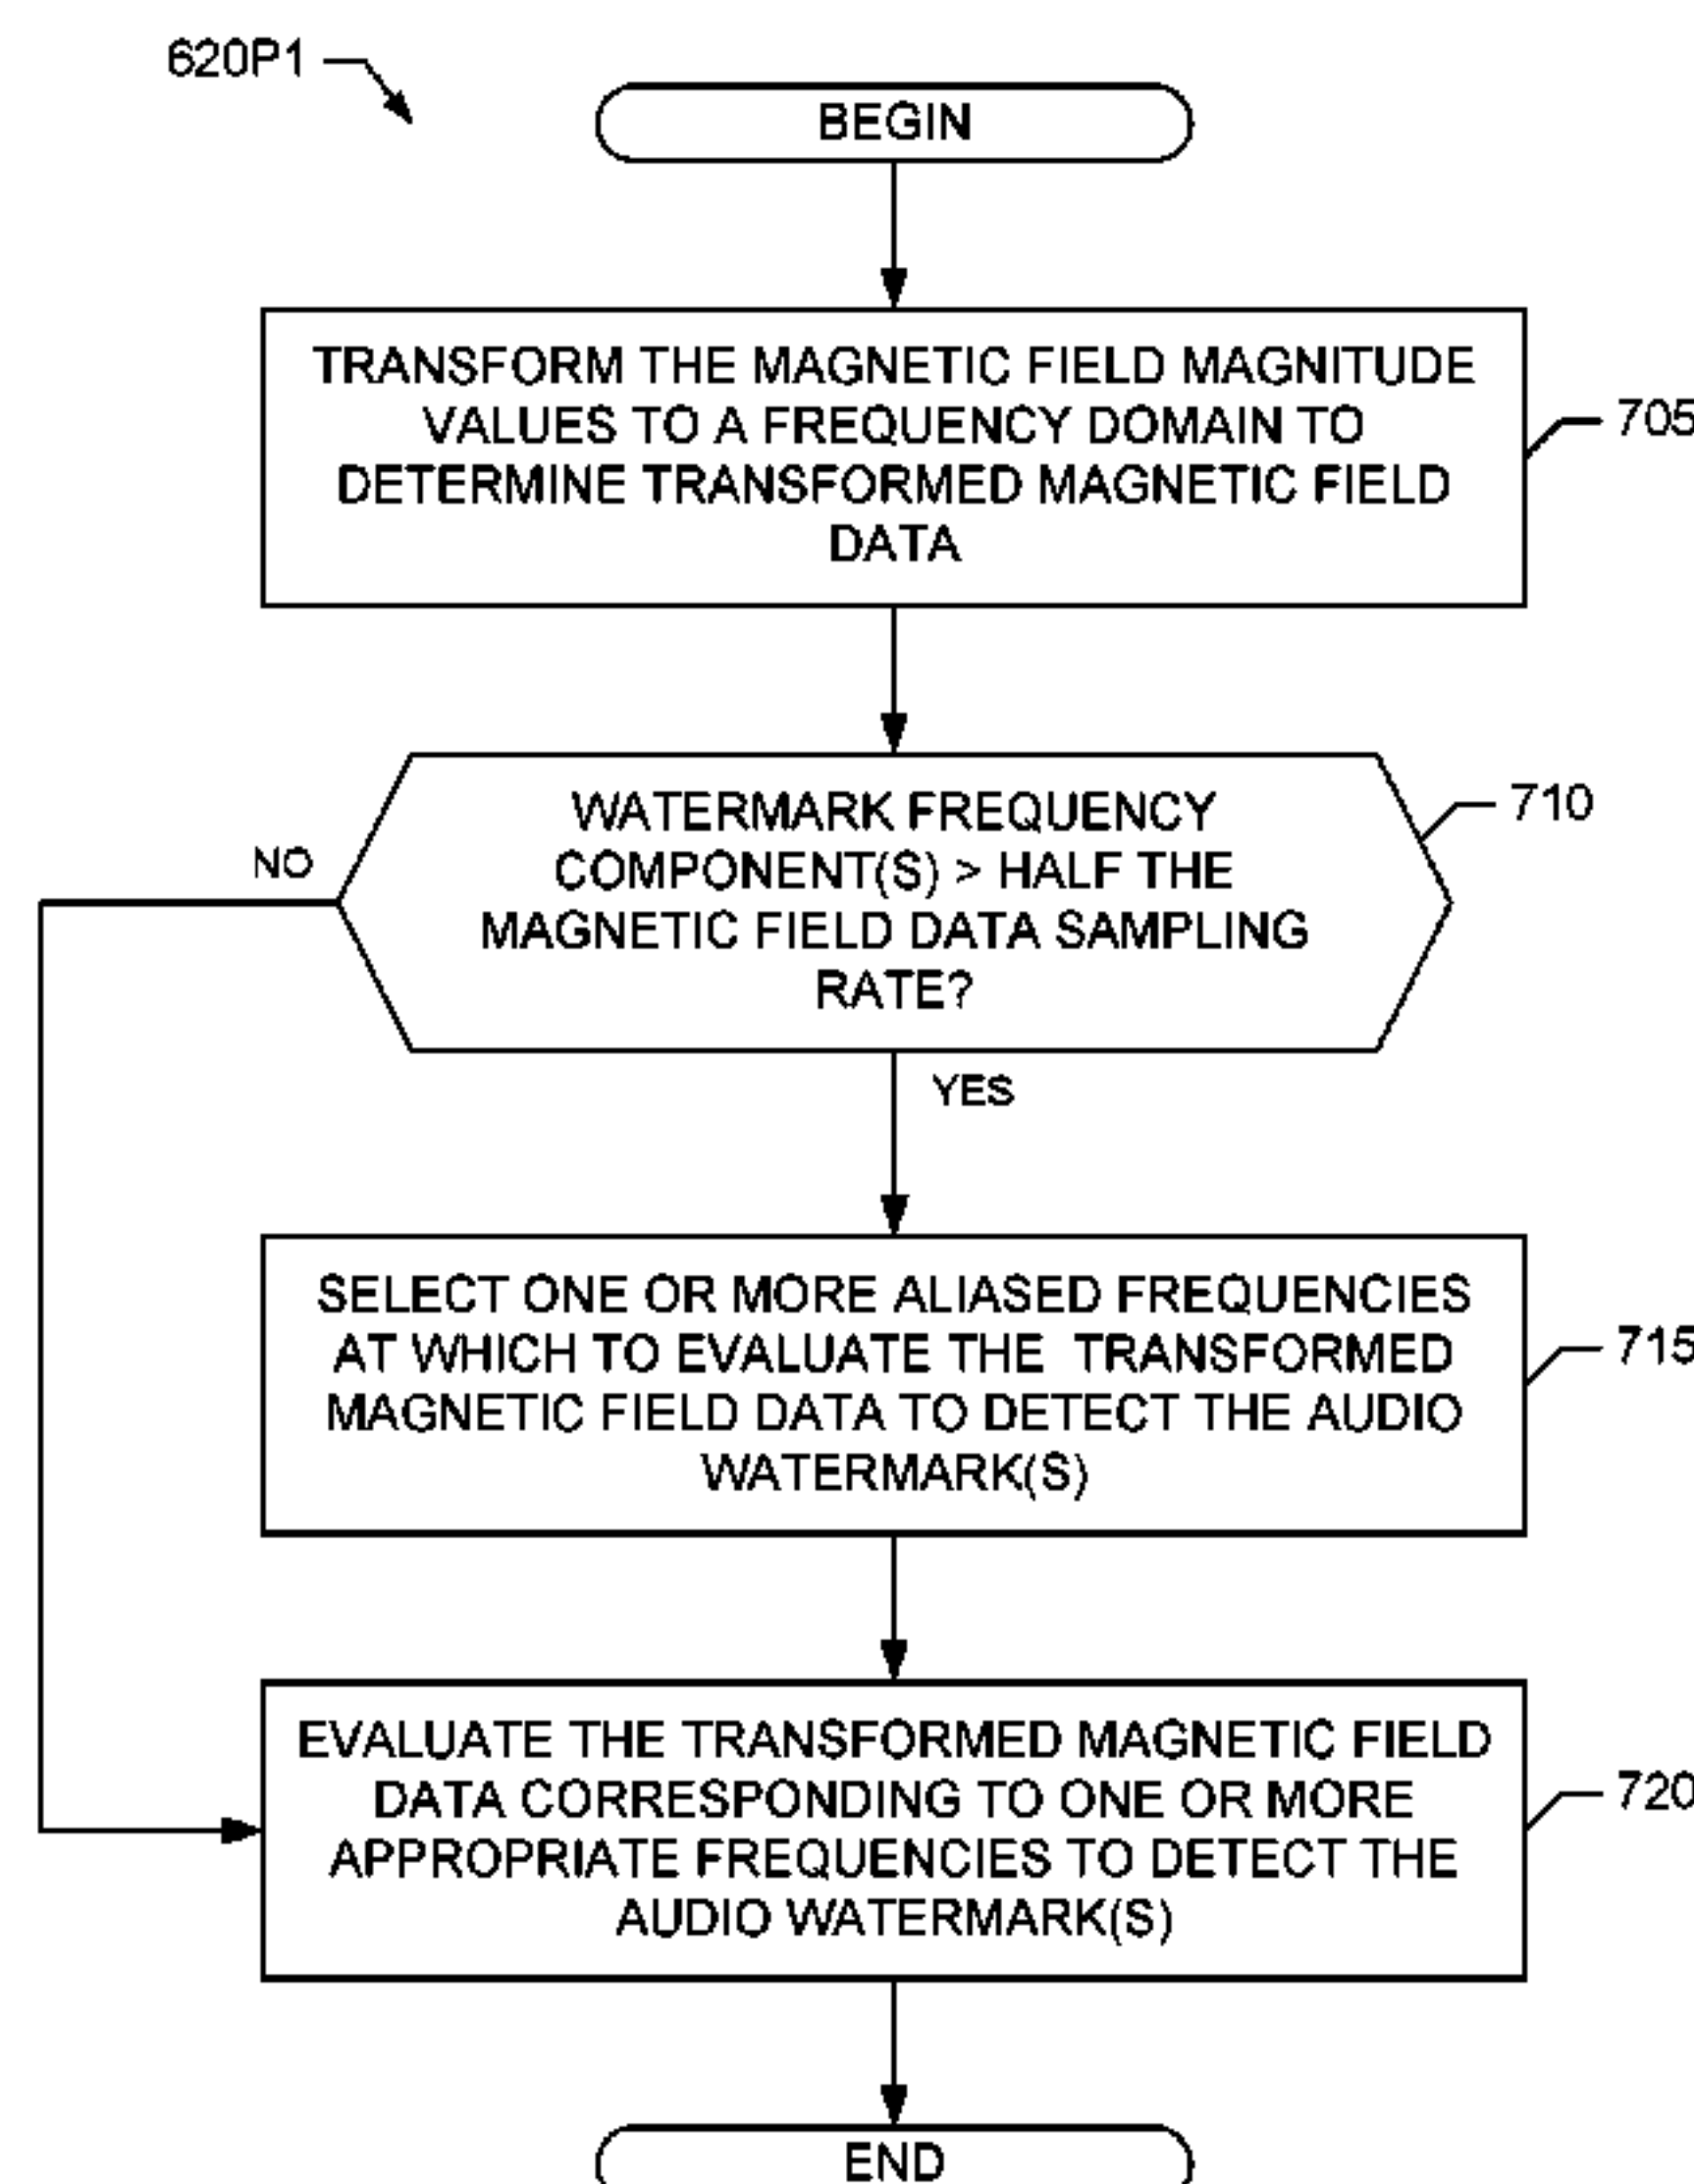 620P1
BEGIN
TRANSFORM THE MAGNETIC FIELD MAGNITUDE
VALUES TO A FREQUENCY DOMAIN TO
DETERMINE TRANSFORMED MAGNETIC FIELD
DATA
705
WATERMARK FREQUENCY
COMPONENT(S) > HALF THE
MAGNETIC FIELD DATA SAMPLING
RATE?
710
NO
YES
SELECT ONE OR MORE ALIASED FREQUENCIES
AT WHICH TO EVALUATE THE TRANSFORMED
MAGNETIC FIELD DATA TO DETECT THE AUDIO
WATERMARK(S)
715
EVALUATE THE TRANSFORMED MAGNETIC FIELD
DATA CORRESPONDING TO ONE OR MORE
APPROPRIATE FREQUENCIES TO DETECT THE
AUDIO WATERMARK(S)
720
END